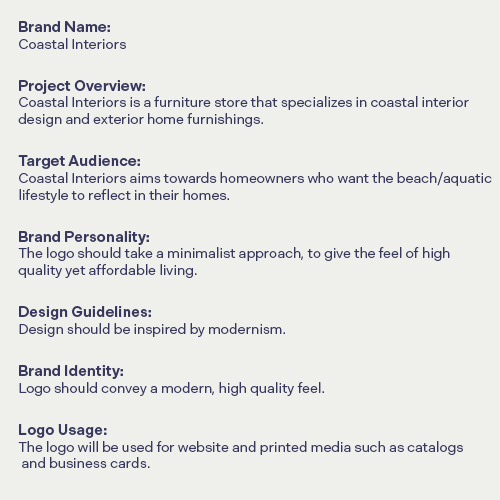 Brand Name:
Coastal Interiors
Project Overview:
Coastal Interiors is a furniture store that specializes in coastal interior
design and exterior home furnishings.
Target Audience:
Coastal Interiors aims towards homeowners who want the beach/aquatic
lifestyle to reflect in their homes.
Brand Personality:
The logo should take a minimalist approach, to give the feel of high
quality yet affordable living.
Design Guidelines:
Design should be inspired by modernism.
Brand Identity:
Logo should convey a modern, high quality feel.
Logo Usage:
The logo will be used for website and printed media such as catalogs
and business cards.